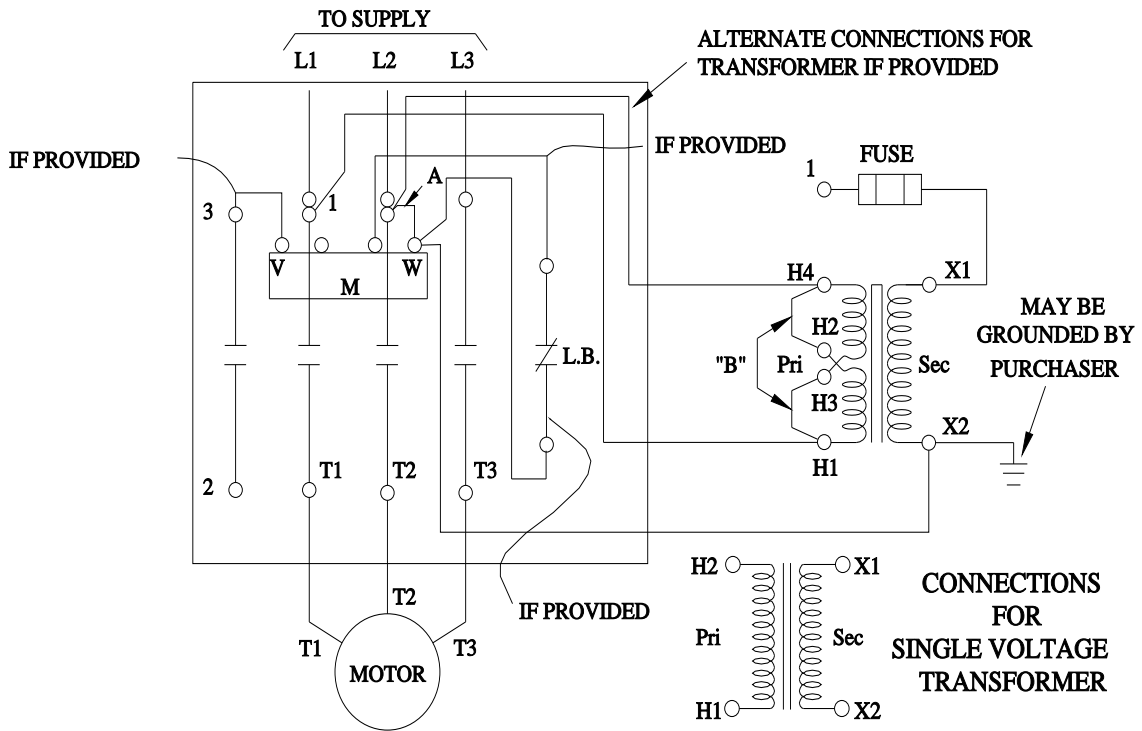 TO SUPPLY
L1 L2 L3
ALTERNATE CONNECTIONS FOR
TRANSFORMER IF PROVIDED
IF PROVIDED
IF PROVIDED
FUSE
1
A
3
1
V
W
M
H4
X1
MAY BE
GROUNDED BY
PURCHASER
H2
"B"
Pri
Sec
L.B.
H3
X2
H1
2
T1
T2
T3
H2
X1
CONNECTIONS
FOR
SINGLE VOLTAGE
TRANSFORMER
T2
IF PROVIDED
T1
T3
Pri
Sec
MOTOR
H1
X2